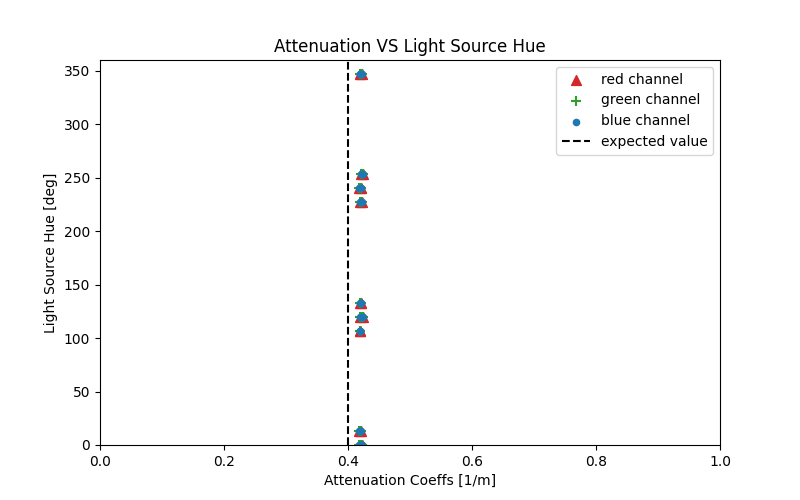 Attenuation VS Light Source Hue
350
300
250
200
150
100
50
0
Light Source Hue [deg]
red channel
green channel
blue channel
expected value
0.0 0.2 0.4 0.6 0.8 1.0
Attenuation Coeffs [1/m]